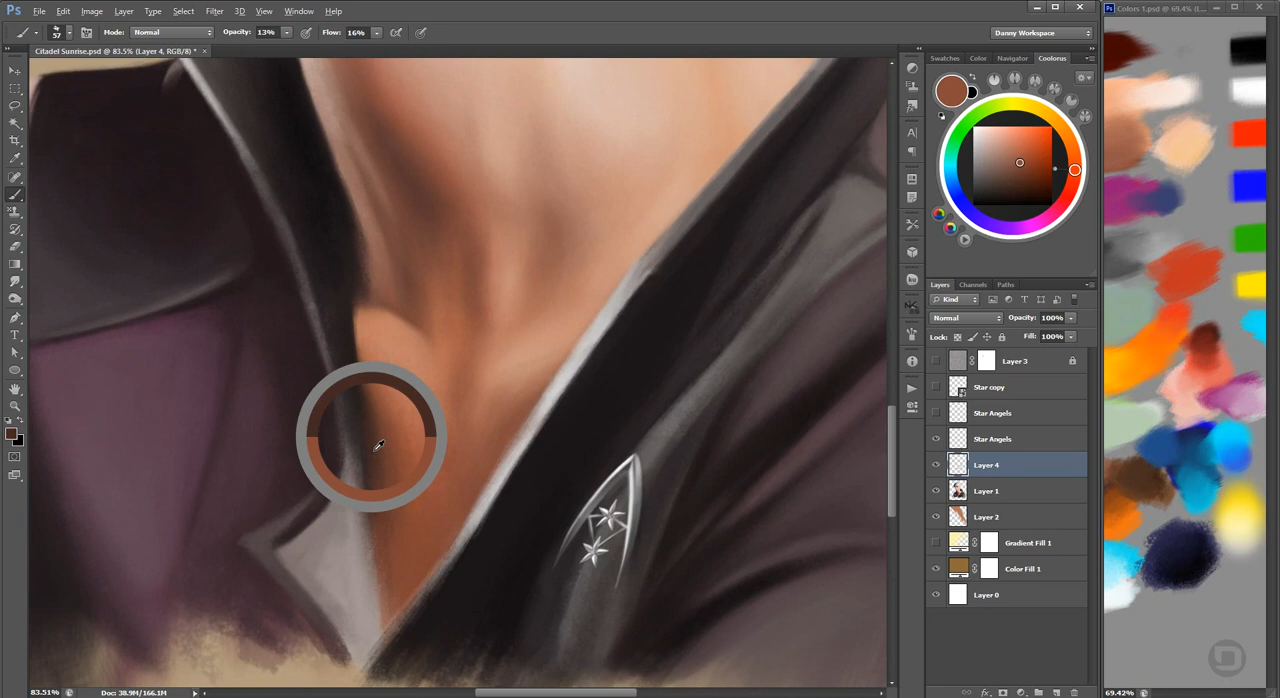 Ps File Edit Image Layer Type Select Filter 3D View Window Help
Ps Colors 1.psd @ 69.4% (Layer
57 Mode: Normal Opacity: 13% Flow: 16% Danny Workspace
Citadel Sunrise.psd @ 83.5% (Layer 4, RGB/8) * ×
Swatches Color Navigator Coolorus
Layers Channels Paths
Kind
Normal Opacity: 100%
Lock: Fill: 100%
Layer 3
Star copy
Star Angels
Star Angels
Layer 4
Layer 1
Layer 2
Gradient Fill 1
Color Fill 1
Layer 0
83.51% Doc: 38.9M/166.1M
fx
69.42%